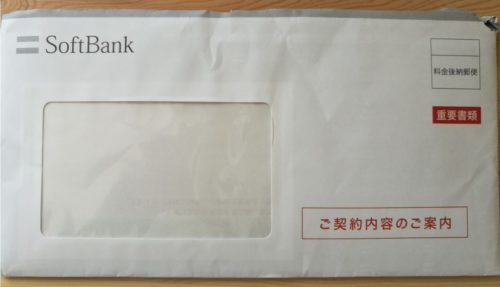 SoftBank
料金後納郵便
重要書類
ご契約内容のご案内